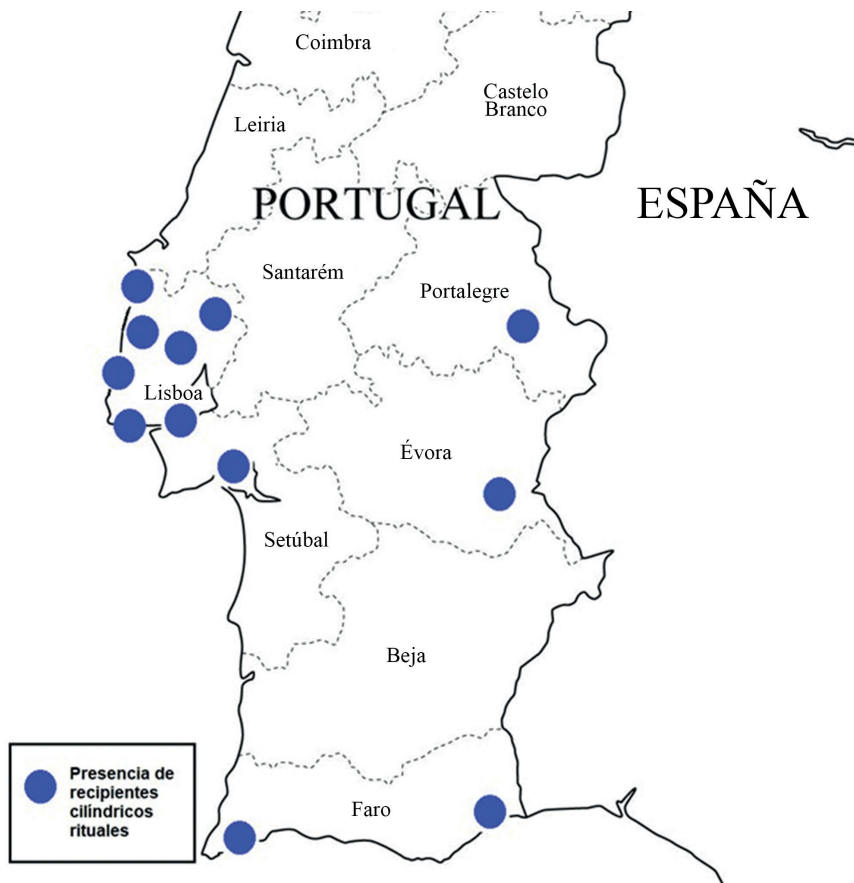 Coimbra
Castelo
Branco
Leiria
PORTUGAL
ESPAÑA
Santarém
Portalegre
Lisboa
Évora
Setúbal
Beja
Presencia de
recipientes
cilíndricos
rituales
Faro